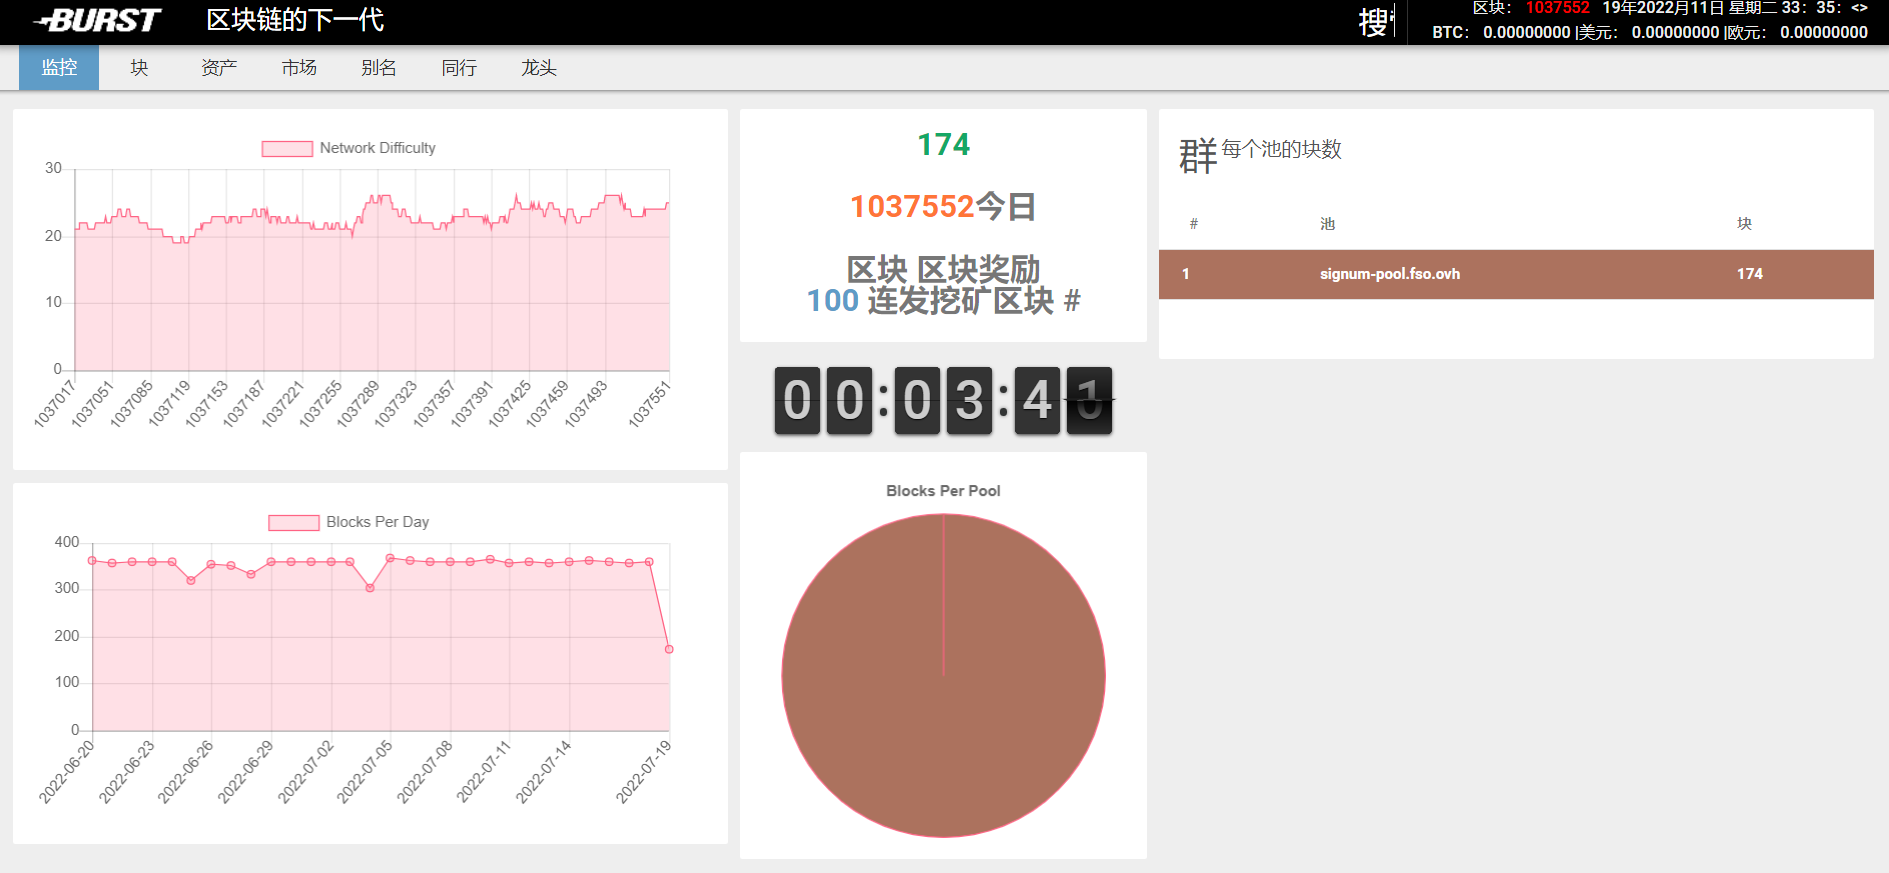 BURST 区块链的下一代
区块： 1037552 19年2022月11日 星期二 33：35：<>
BTC： 0.00000000 |美元： 0.00000000 |欧元： 0.00000000
监控 块 资产 市场 别名 同行 龙头
Network Difficulty
30
20
10
0
1037017 1037051 1037085 1037119 1037153 1037187 1037221 1037255 1037289 1037323 1037357 1037391 1037425 1037459 1037493 1037551
Blocks Per Day
400
300
200
100
0
2022-06-20 2022-06-23 2022-06-26 2022-06-29 2022-07-02 2022-07-05 2022-07-08 2022-07-11 2022-07-14 2022-07-19
174
1037552今日
区块 区块奖励
100 连发挖矿区块 #
00:03:4
Blocks Per Pool
群 每个池的块数
# 池 块
1 signum-pool.fso.ovh 174